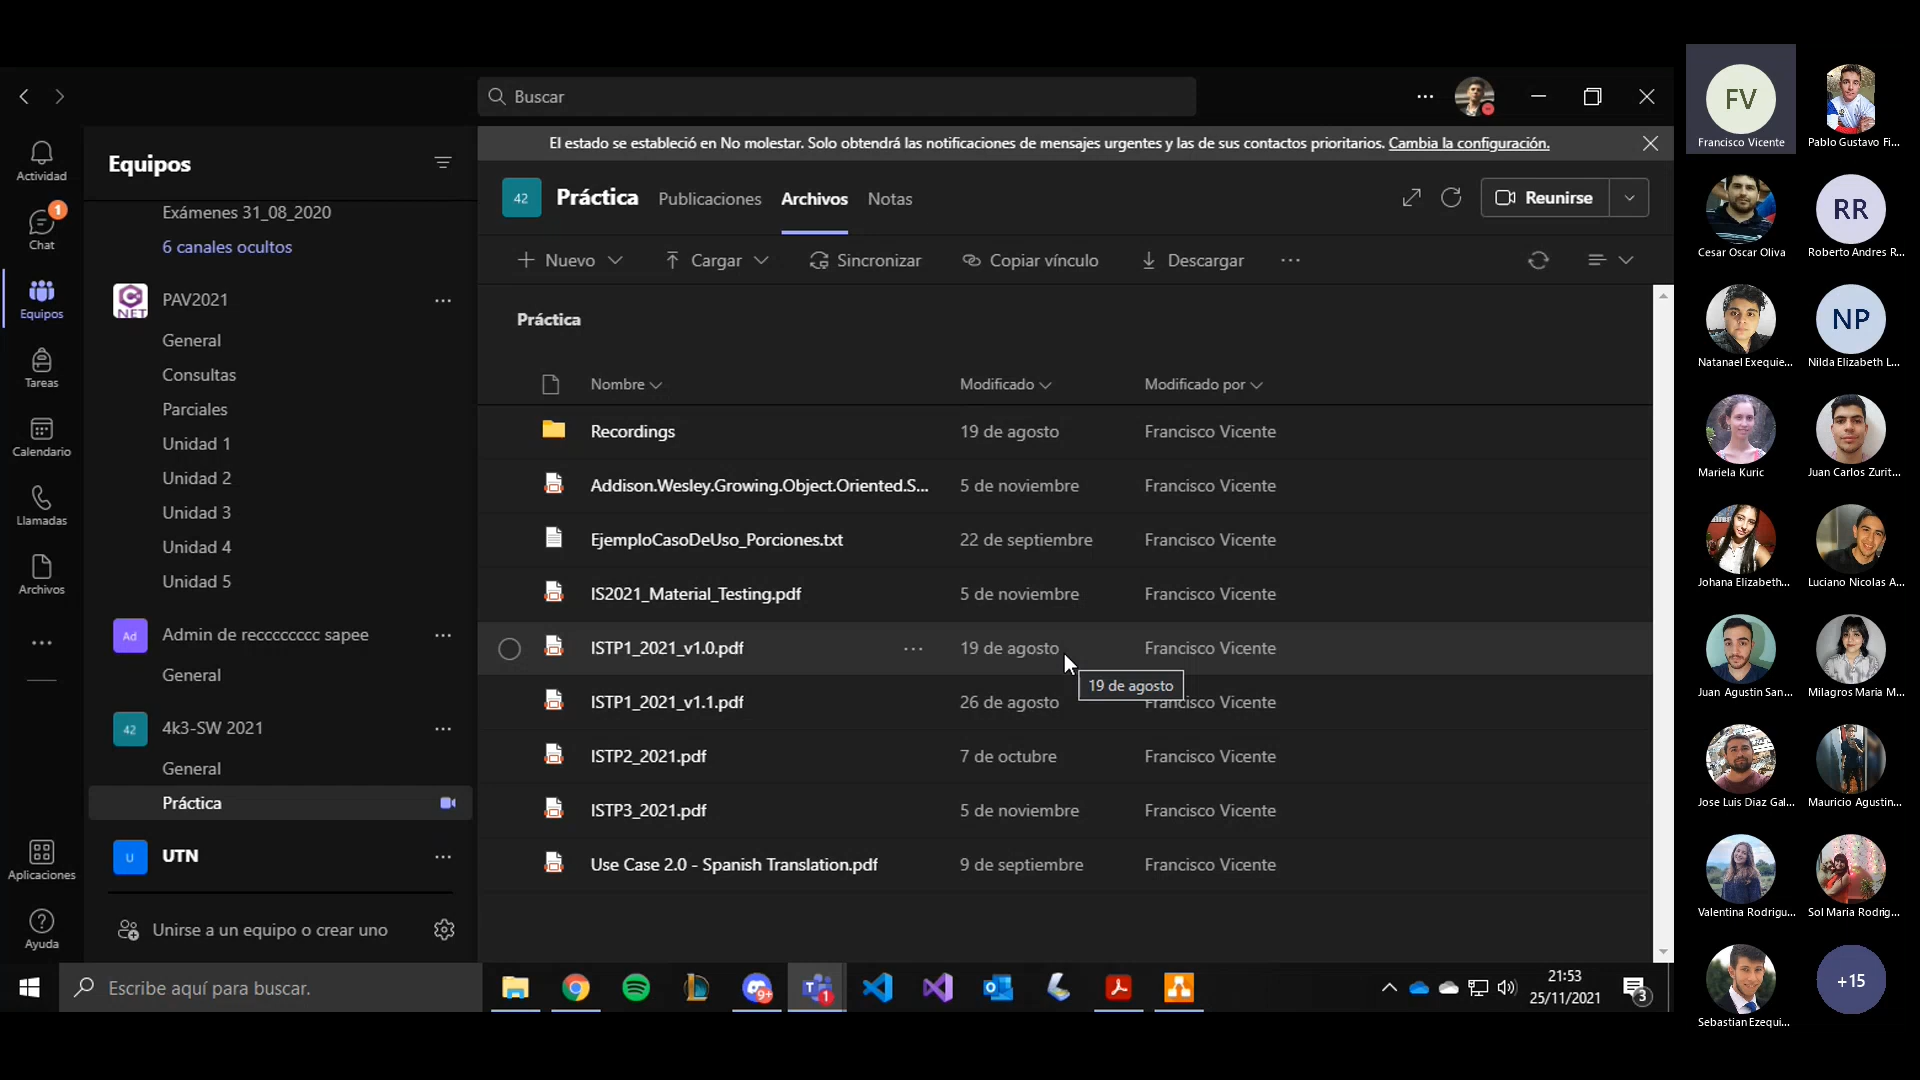 Buscar
El estado se estableció en No molestar. Solo obtendrá las notificaciones de mensajes urgentes y las de sus contactos prioritarios. Cambia la configuración.
Actividad
1
Chat
Equipos
Tareas
Calendario
Llamadas
Archivos
Aplicaciones
Ayuda
Equipos
Exámenes 31_08_2020
6 canales ocultos
PAV2021
General
Consultas
Parciales
Unidad 1
Unidad 2
Unidad 3
Unidad 4
Unidad 5
Ad
Admin de recccccccc sapee
General
42
4k3-SW 2021
General
Práctica
U
UTN
Unirse a un equipo o crear uno
42
Práctica
Publicaciones
Archivos
Notas
Reunirse
Nuevo
Cargar
Sincronizar
Copiar vínculo
Descargar
Práctica
Nombre
Modificado
Modificado por
Recordings 19 de agosto Francisco Vicente
Addison.Wesley.Growing.Object.Oriented.S... 5 de noviembre Francisco Vicente
EjemploCasoDeUso_Porciones.txt 22 de septiembre Francisco Vicente
IS2021_Material_Testing.pdf 5 de noviembre Francisco Vicente
ISTP1_2021_v1.0.pdf 19 de agosto Francisco Vicente
19 de agosto
ISTP1_2021_v1.1.pdf 26 de agosto Francisco Vicente
ISTP2_2021.pdf 7 de octubre Francisco Vicente
ISTP3_2021.pdf 5 de noviembre Francisco Vicente
Use Case 2.0 - Spanish Translation.pdf 9 de septiembre Francisco Vicente
Escribe aquí para buscar.
9+
1
21:53
25/11/2021
3
FV
Francisco Vicente
Pablo Gustavo Fi...
Cesar Oscar Oliva
RR
Roberto Andres R...
Natanael Exequie...
NP
Nilda Elizabeth L...
Mariela Kuric
Juan Carlos Zurit...
Johana Elizabeth...
Luciano Nicolas A...
Juan Agustin San...
Milagros Maria M...
Jose Luis Diaz Gal...
Mauricio Agustin...
Valentina Rodrigu...
Sol Maria Rodrig...
Sebastian Ezequi...
+15